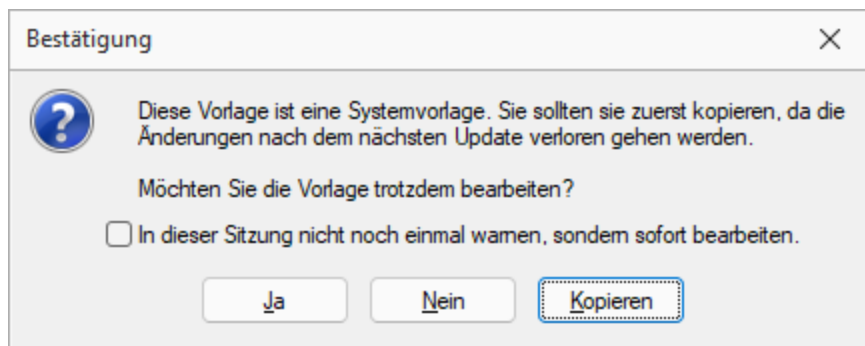 Bestätigung
Diese Vorlage ist eine Systemvorlage. Sie sollten sie zuerst kopieren, da die
Änderungen nach dem nächsten Update verloren gehen werden.
Möchten Sie die Vorlage trotzdem bearbeiten?
In dieser Sitzung nicht noch einmal warnen, sondern sofort bearbeiten.
Ja
Nein
Kopieren